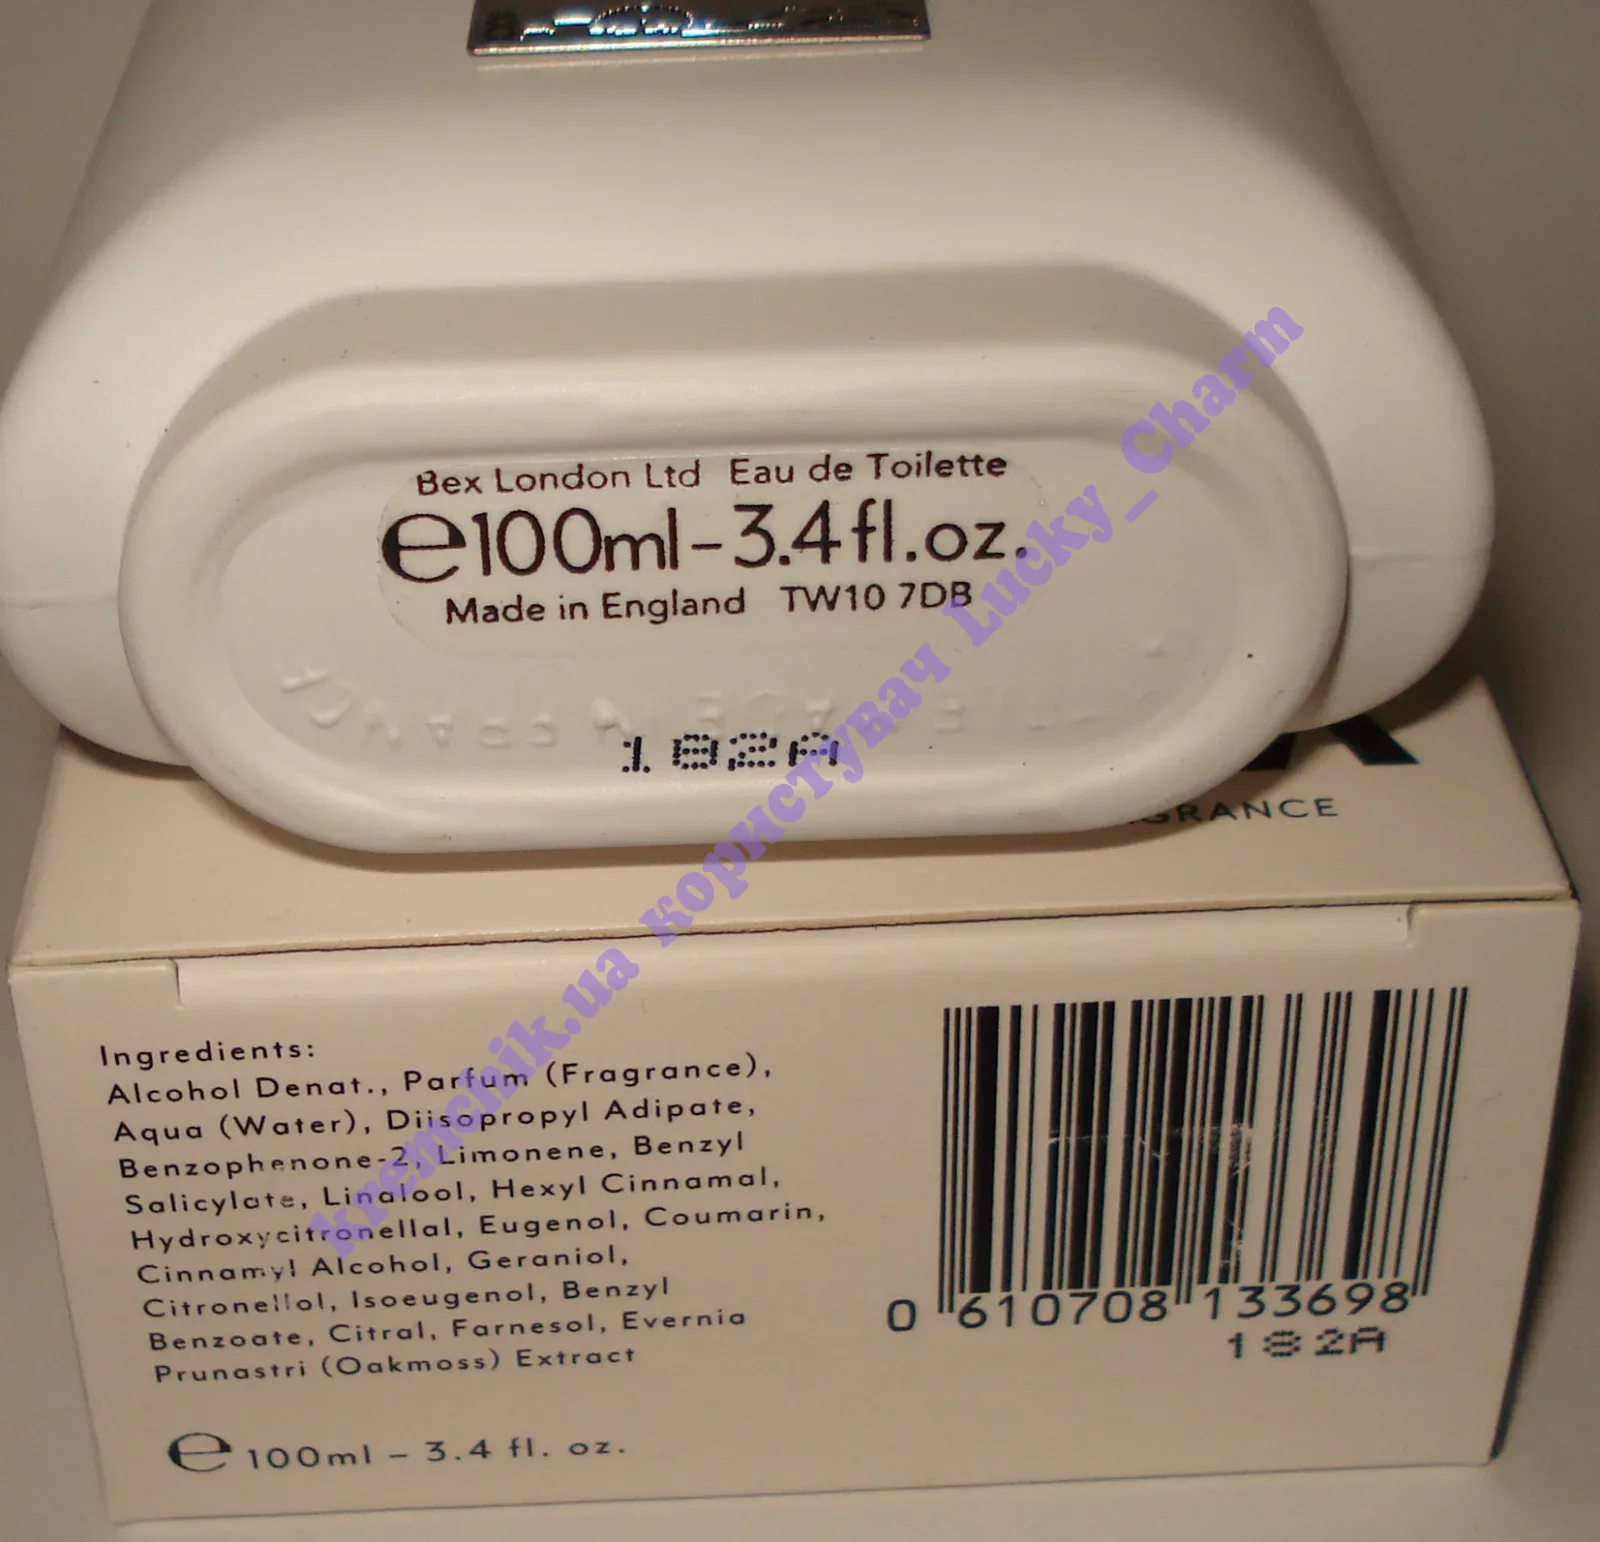 Bex London Ltd Eau de Toilette
℮100ml-3.4fl.oz.
Made in England TW10 7DB
182A
GRANCE
Ingredients:
Alcohol Denat., Parfum (Fragrance),
Aqua (Water), Diisopropyl Adipate,
Benzophenone-2, Limonene, Benzyl
Salicylate, Linalool, Hexyl Cinnamal,
Hydroxycitronellal, Eugenol, Coumarin,
Cinnamyl Alcohol, Geraniol,
Citronellol, Isoeugenol, Benzyl
Benzoate, Citral, Farnesol, Evernia
Prunastri (Oakmoss) Extract
℮ 100ml – 3.4 fl. oz.
0 610708 133698
182A
kremchik.ua користувач Lucky_Charm